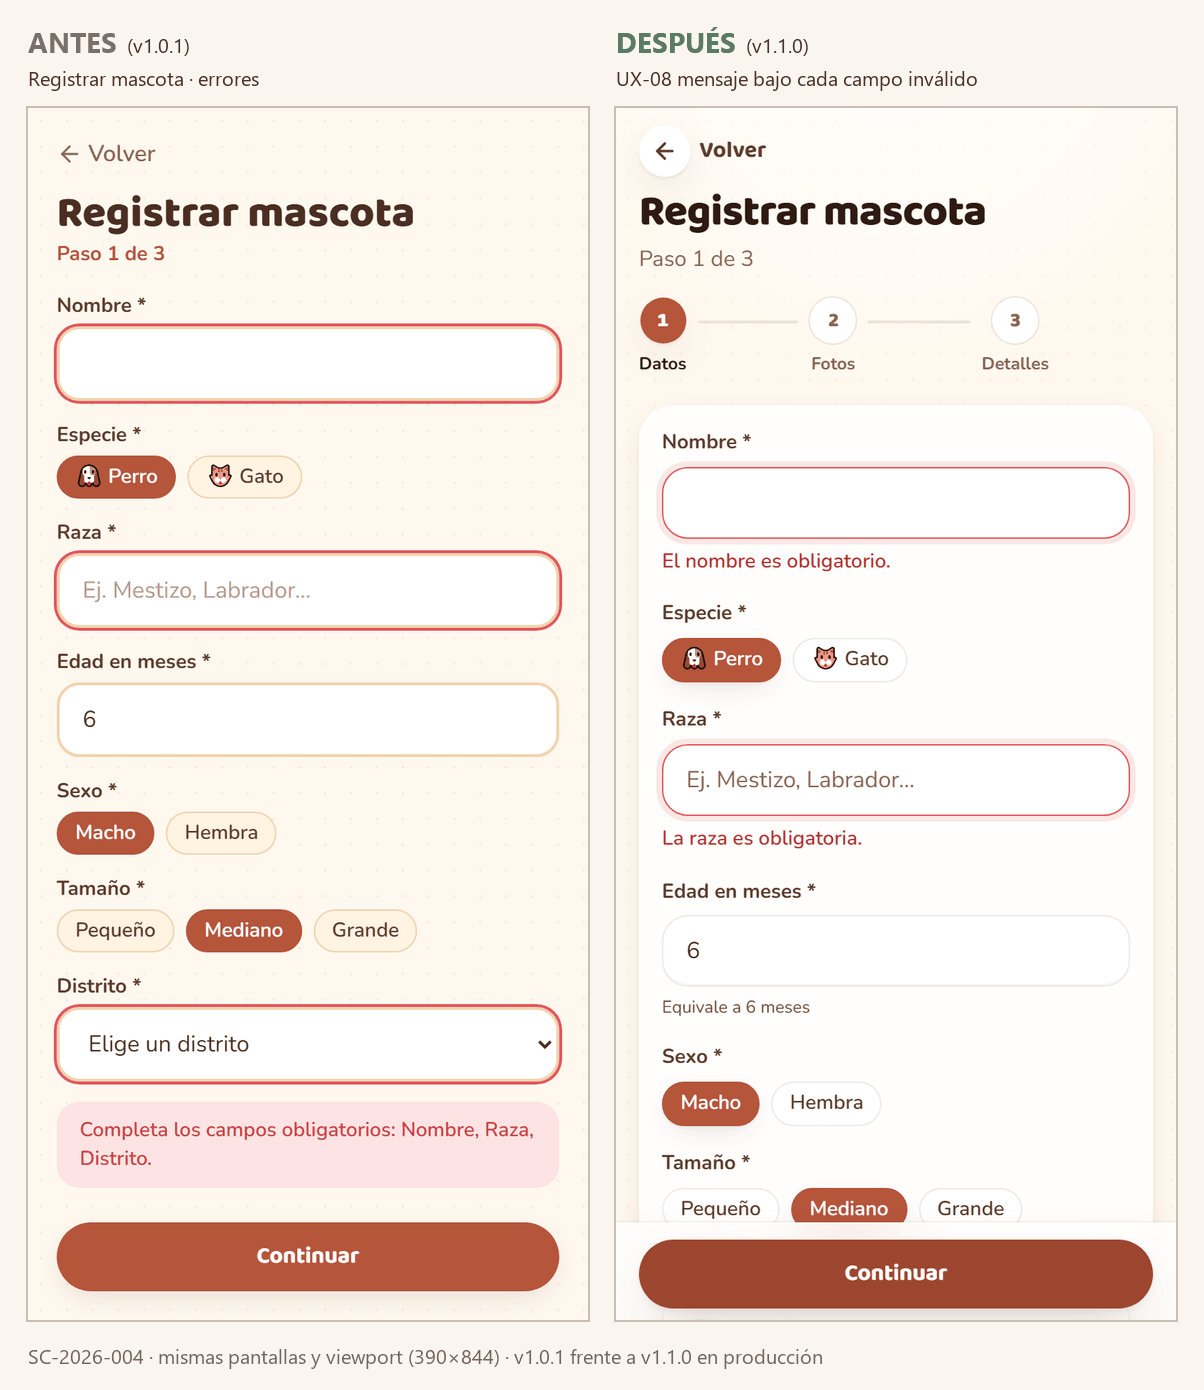 ANTES (v1.0.1)
Registrar mascota · errores
← Volver
Registrar mascota
Paso 1 de 3
Nombre *
Especie *
Perro
Gato
Raza *
Ej. Mestizo, Labrador...
Edad en meses *
6
Sexo *
Macho
Hembra
Tamaño *
Pequeño
Mediano
Grande
Distrito *
Elige un distrito
Completa los campos obligatorios: Nombre, Raza,
Distrito.
Continuar
DESPUÉS (v1.1.0)
UX-08 mensaje bajo cada campo inválido
← Volver
Registrar mascota
Paso 1 de 3
1
2
3
Datos
Fotos
Detalles
Nombre *
El nombre es obligatorio.
Especie *
Perro
Gato
Raza *
Ej. Mestizo, Labrador...
La raza es obligatoria.
Edad en meses *
6
Equivale a 6 meses
Sexo *
Macho
Hembra
Tamaño *
Pequeño
Mediano
Grande
Continuar
SC-2026-004 · mismas pantallas y viewport (390×844) · v1.0.1 frente a v1.1.0 en producción